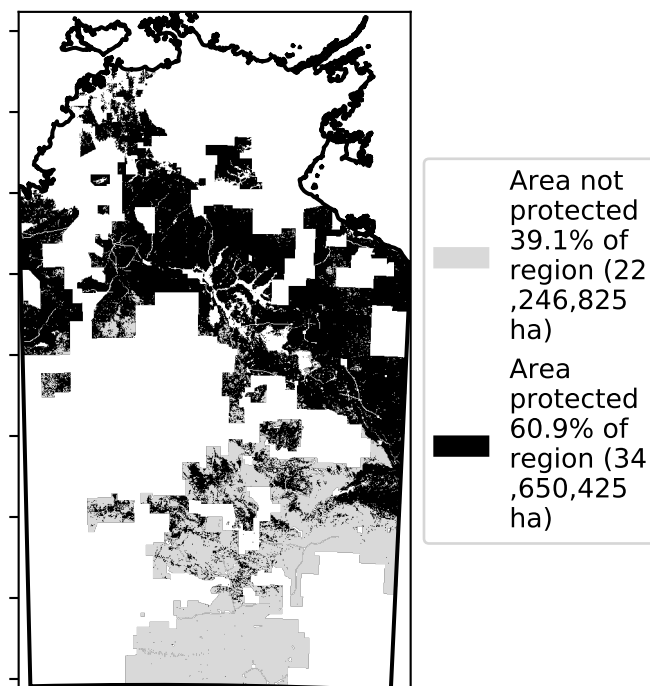 Area not
protected
39.1% of
region (22
,246,825
ha)
Area
protected
60.9% of
region (34
,650,425
ha)